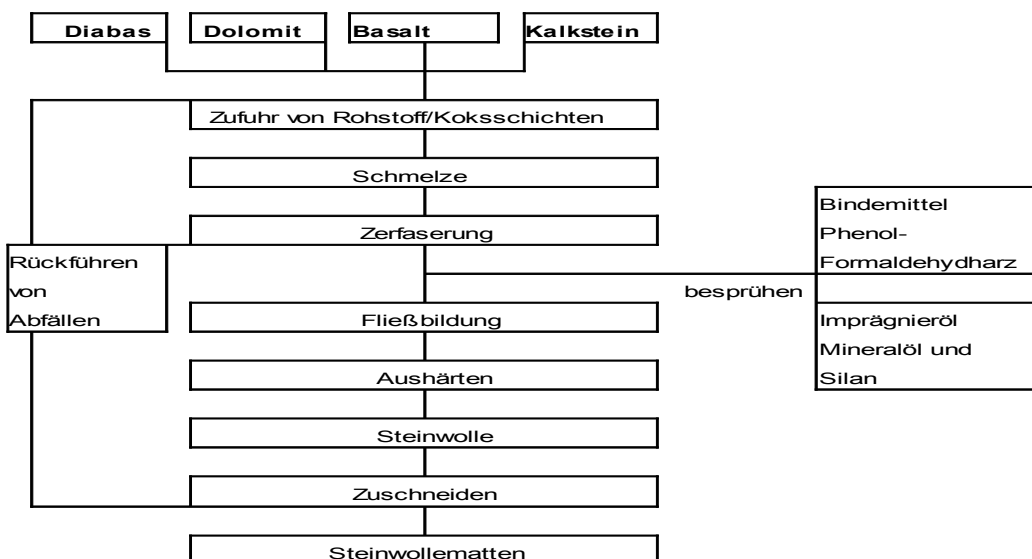 Diabas Dolomit Basalt Kalkstein
Zufuhr von Rohstoff/Koksschichten
Schmelze
Zerfaserung
Bindemittel
Phenol-
Formaldehydharz
besprühen
Imprägnieröl
Mineralöl und
Silan
Rückführen
von
Abfällen
Fließbildung
Aushärten
Steinwolle
Zuschneiden
Steinwollematten